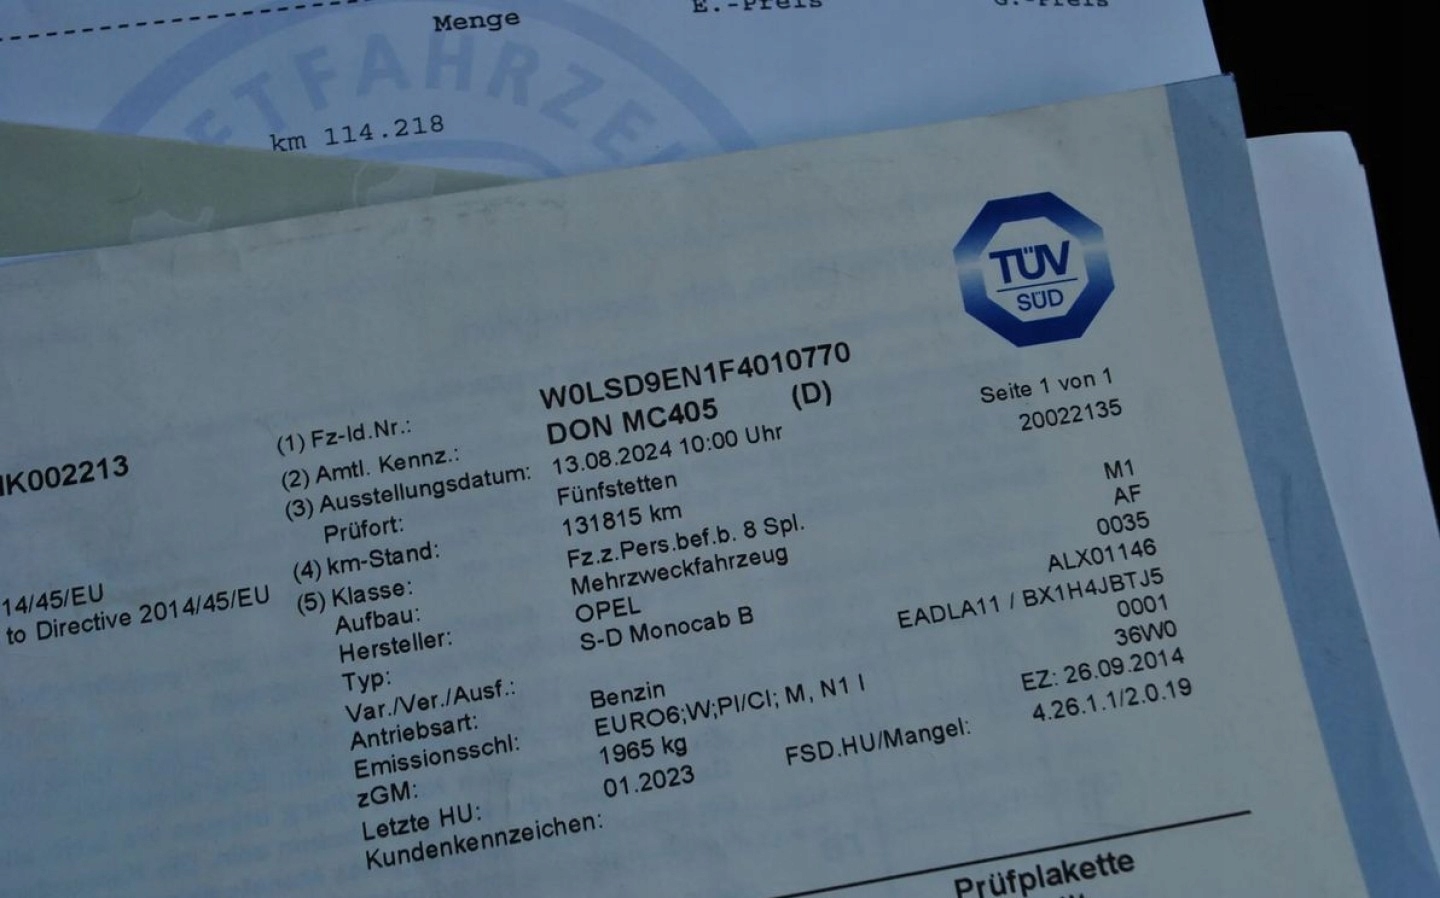 Menge E.-Preis G.-Preis
ETFAHRZE
km 114.218
TÜV
SÜD
(1) Fz-Id.Nr.: W0LSD9EN1F4010770
K002213 (2) Amtl. Kennz.: DON MC405 (D) Seite 1 von 1
(3) Ausstellungsdatum: 13.08.2024 10:00 Uhr 20022135
Prüfort: Fünfstetten
(4) km-Stand: 131815 km M1
14/45/EU (5) Klasse: Fz.z.Pers.bef.b. 8 Spl. AF
to Directive 2014/45/EU Aufbau: Mehrzweckfahrzeug 0035
Hersteller: OPEL ALX01146
Typ: S-D Monocab B EADLA11 / BX1H4JBTJ5
Var./Ver./Ausf.: 0001
Antriebsart: Benzin 36W0
Emissionsschl: EURO6;W;PI/CI; M, N1 I EZ: 26.09.2014
zGM: 1965 kg
Letzte HU: 01.2023 FSD.HU/Mangel: 4.26.1.1/2.0.19
Kundenkennzeichen:
Prüfplakette